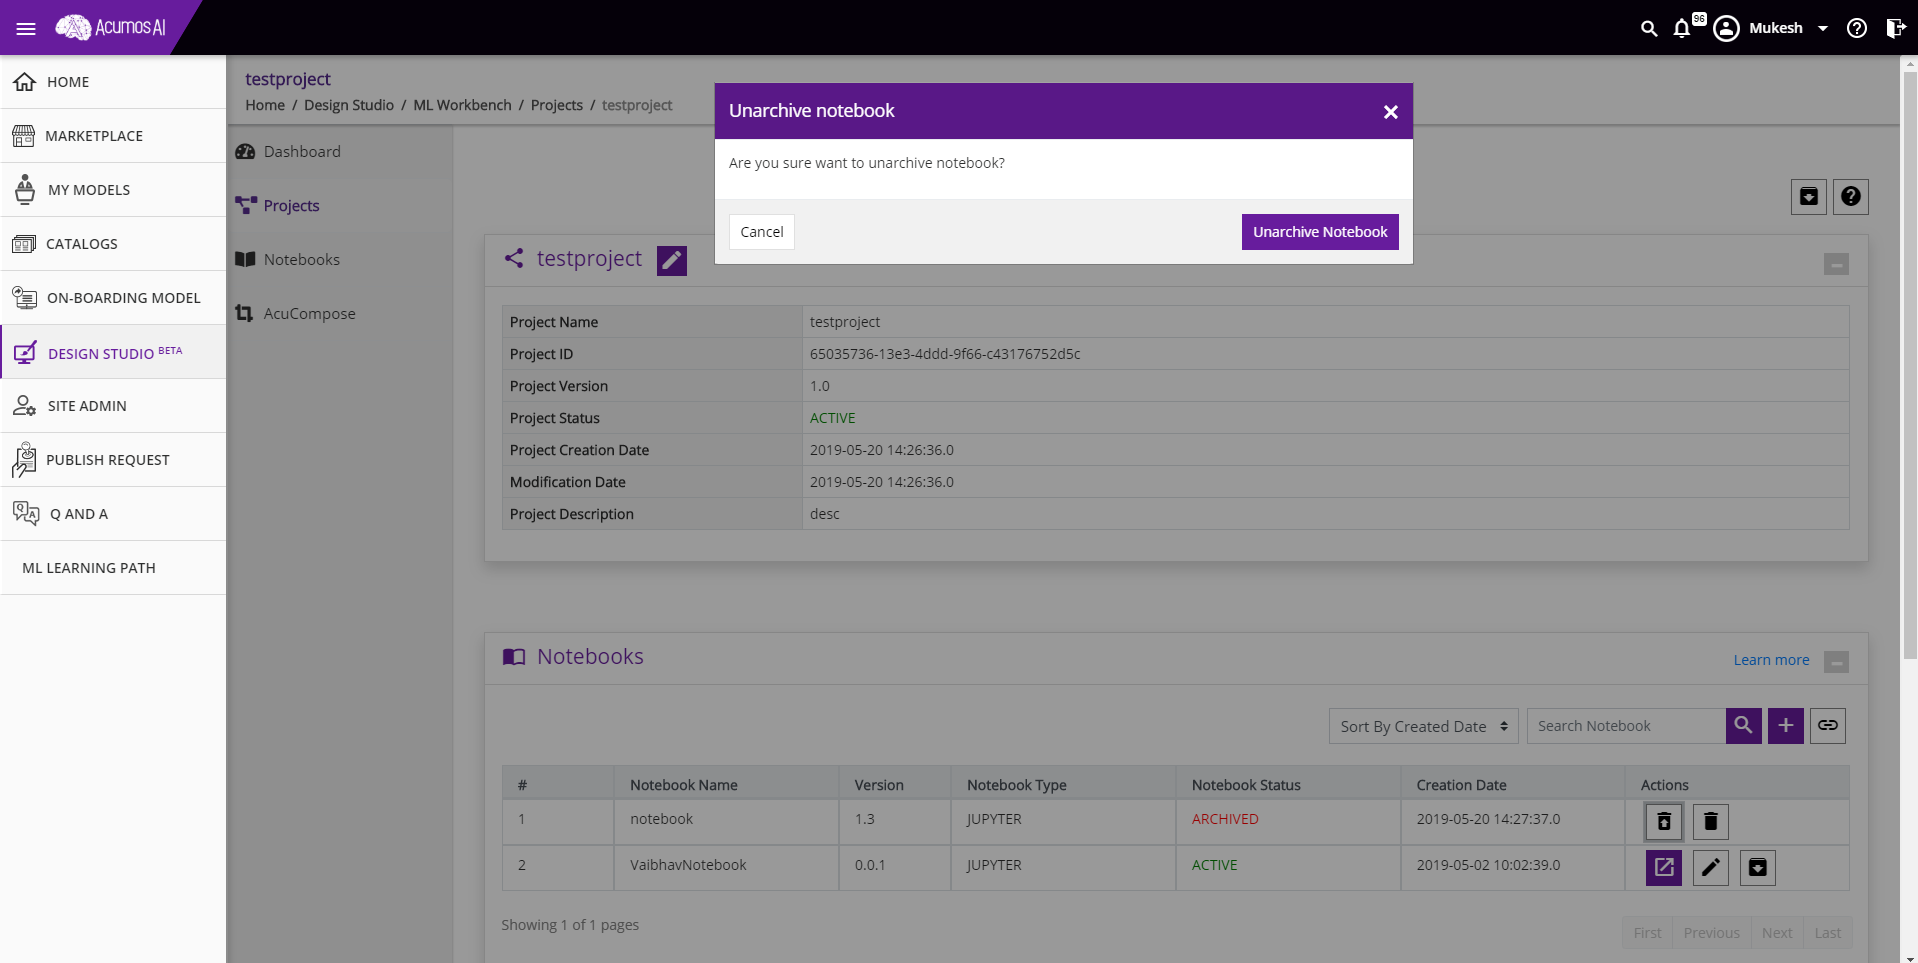 Acumos AI
96
Mukesh
HOME
MARKETPLACE
MY MODELS
CATALOGS
ON-BOARDING MODEL
DESIGN STUDIO BETA
SITE ADMIN
PUBLISH REQUEST
Q A
Q AND A
ML LEARNING PATH
testproject
Home / Design Studio / ML Workbench / Projects / testproject
Dashboard
Projects
Notebooks
AcuCompose
Unarchive notebook
Are you sure want to unarchive notebook?
Cancel
Unarchive Notebook
testproject
Project Name testproject
Project ID 65035736-13e3-4ddd-9f66-c43176752d5c
Project Version 1.0
Project Status ACTIVE
Project Creation Date 2019-05-20 14:26:36.0
Modification Date 2019-05-20 14:26:36.0
Project Description desc
Notebooks
Learn more
Sort By Created Date
Search Notebook
# Notebook Name Version Notebook Type Notebook Status Creation Date Actions
1 notebook 1.3 JUPYTER ARCHIVED 2019-05-20 14:27:37.0
2 VaibhavNotebook 0.0.1 JUPYTER ACTIVE 2019-05-02 10:02:39.0
Showing 1 of 1 pages
First Previous Next Last